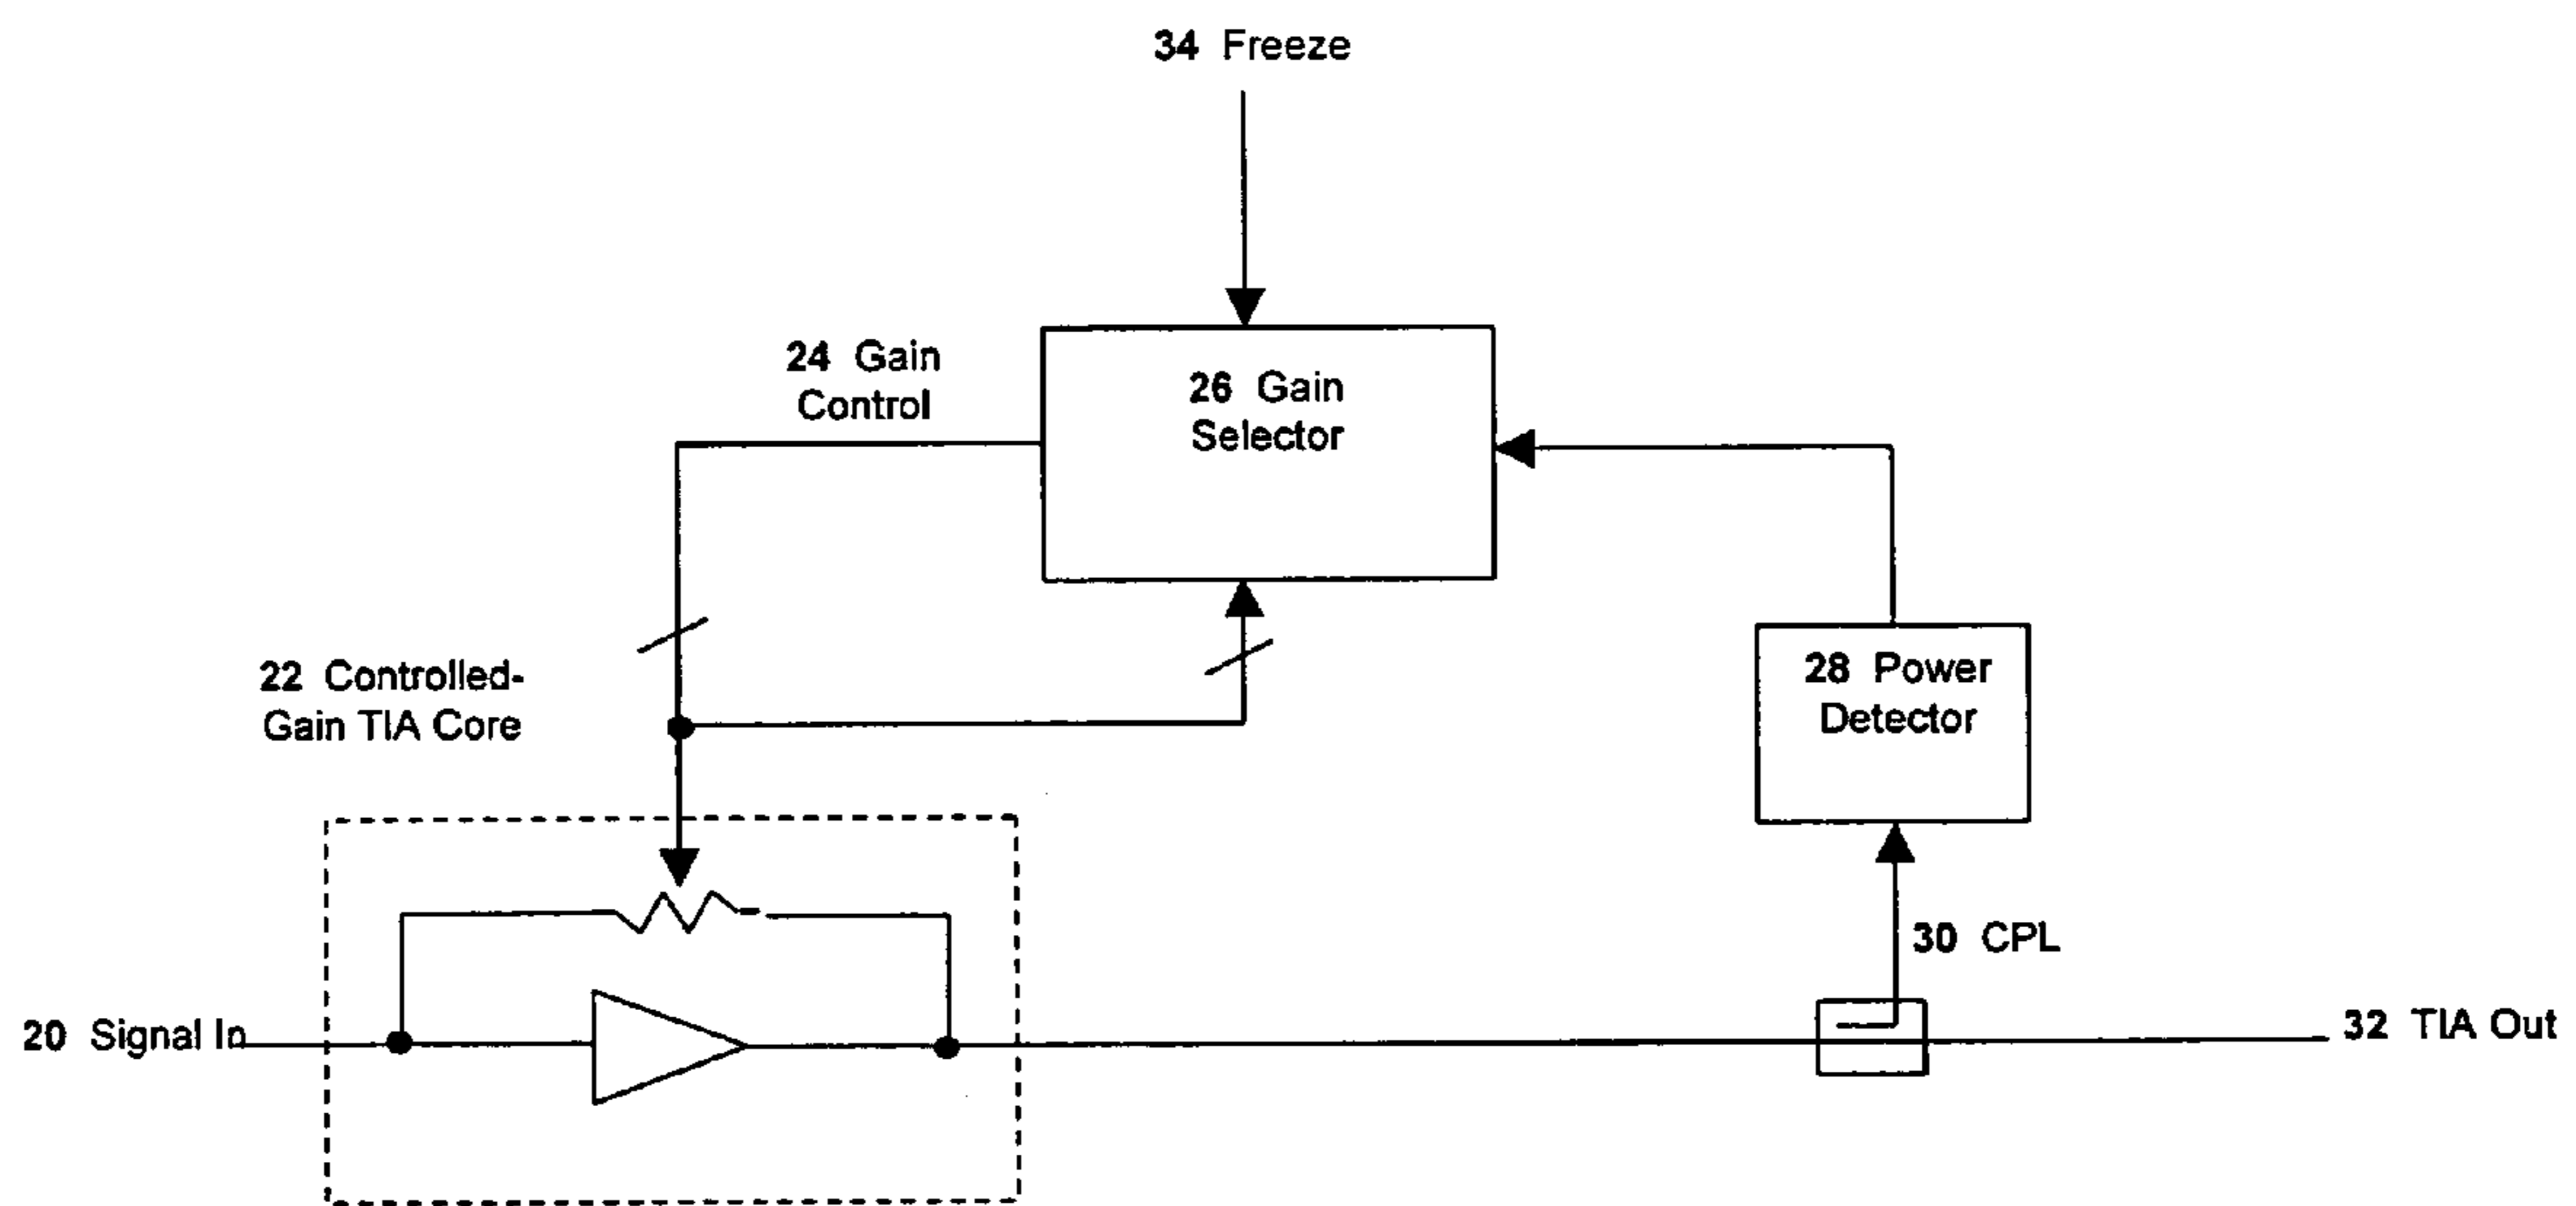 34 Freeze
24 Gain
Control
26 Gain
Selector
22 Controlled-
Gain TIA Core
28 Power
Detector
30 CPL
20 Signal In
32 TIA Out